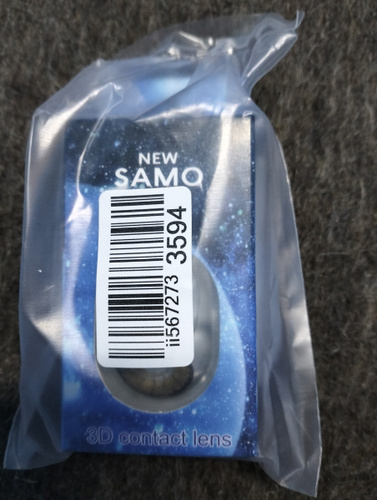 NEW
SAMO
ii567273 3594
3D contact lens